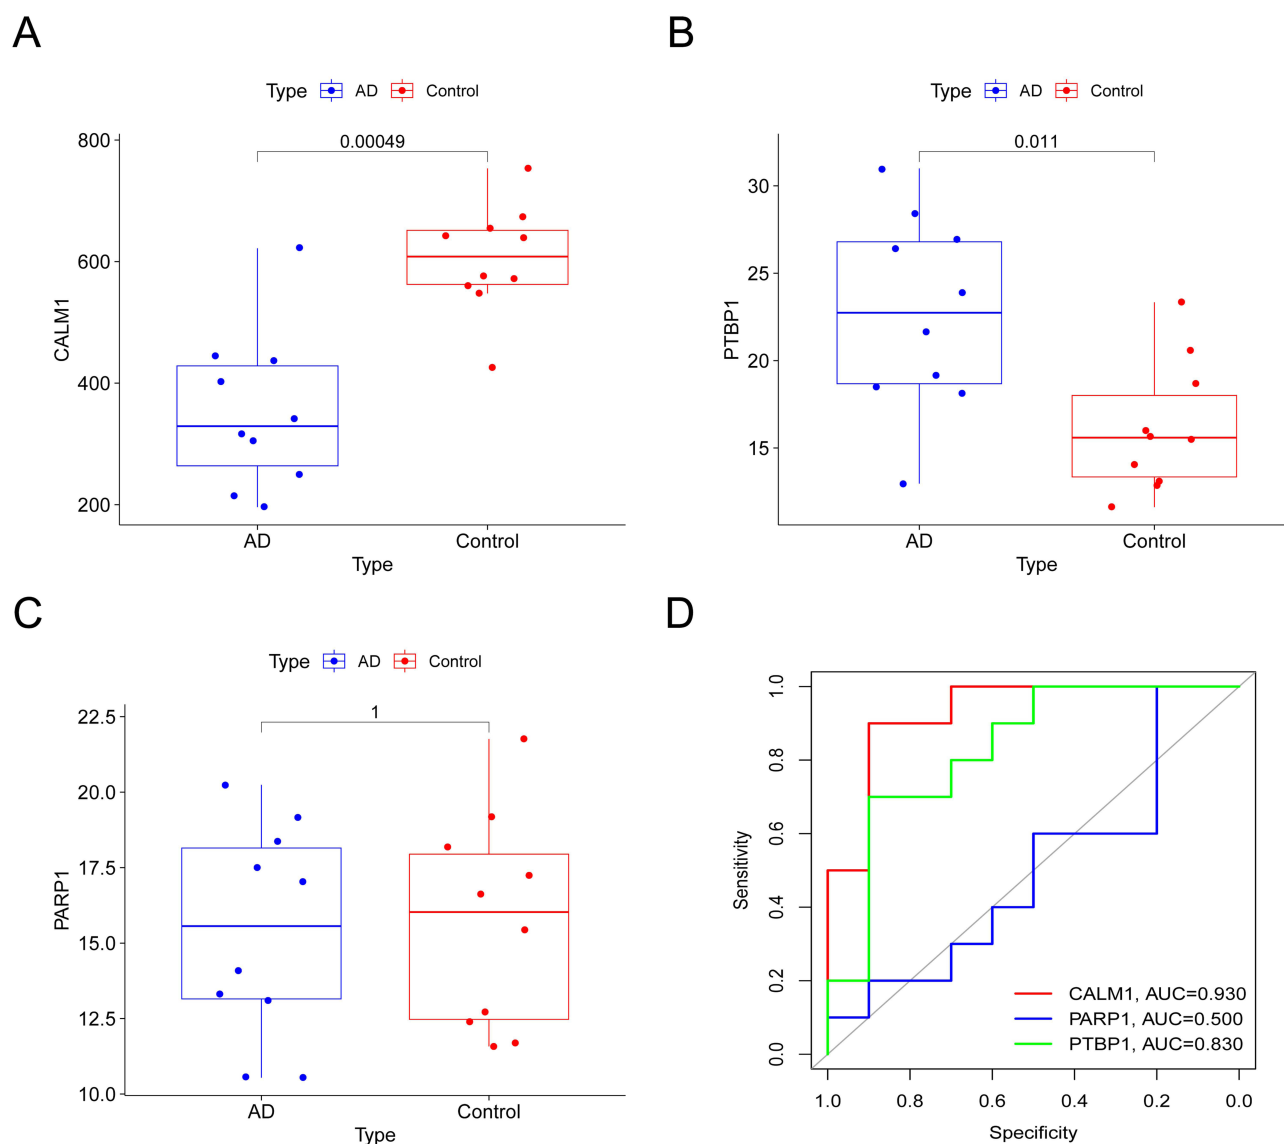 A
Type AD Control
800
600
400
200
CALM1
0.00049
AD Control
Type
B
Type AD Control
30
25
20
15
PTBP1
0.011
AD Control
Type
C
Type AD Control
22.5
20.0
17.5
15.0
12.5
10.0
PARP1
1
AD Control
Type
D
1.0
0.8
0.6
0.4
0.2
0.0
Sensitivity
CALM1, AUC=0.930
PARP1, AUC=0.500
PTBP1, AUC=0.830
1.0 0.8 0.6 0.4 0.2 0.0
Specificity